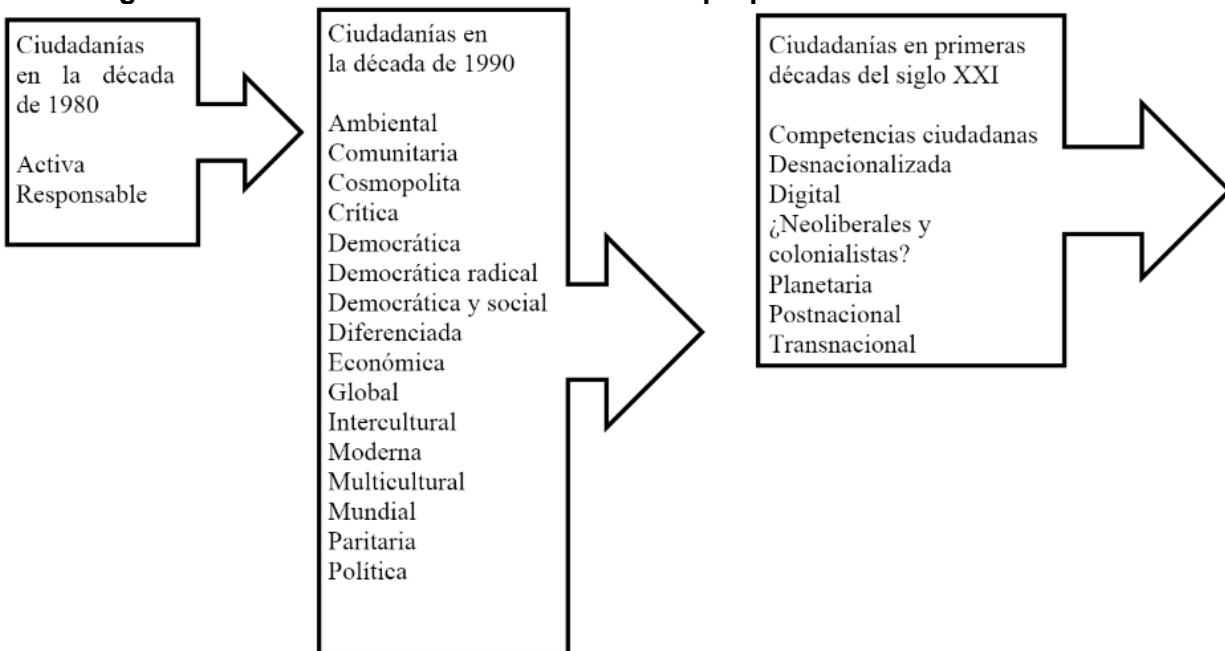 Ciudadanías
en la década
de 1980
Activa
Responsable
Ciudadanías en
la década de 1990
Ambiental
Comunitaria
Cosmopolita
Crítica
Democrática
Democrática radical
Democrática y social
Diferenciada
Económica
Global
Intercultural
Moderna
Multicultural
Mundial
Paritaria
Política
Ciudadanías en primeras
décadas del siglo XXI
Competencias ciudadanas
Desnacionalizada
Digital
¿Neoliberales y
colonialistas?
Planetaria
Postnacional
Transnacional